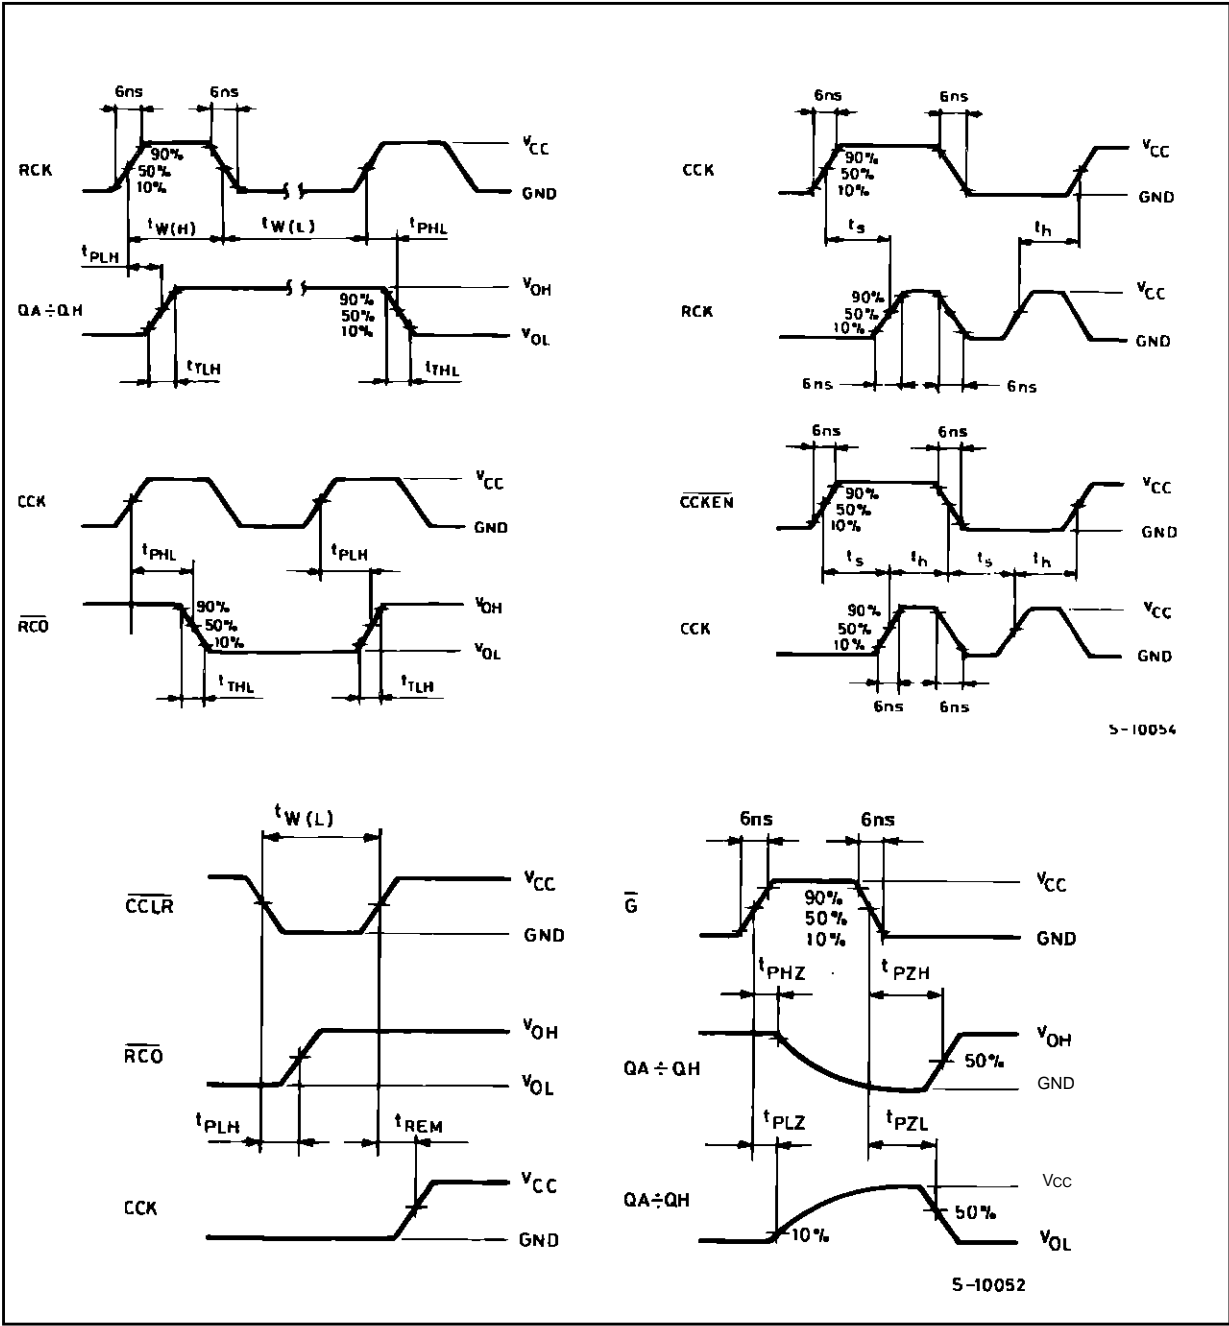 6ns 6ns
RCK 90% 50% 10% VCC GND
tW(H) tW(L) tPHL
tPLH
QA÷QH 90% 50% 10% VOH VOL
tTLH tTHL
CCK VCC GND
tPHL tPLH
RCO 90% 50% 10% VOH VOL
tTHL tTLH
6ns 6ns
CCK 90% 50% 10% VCC GND
ts th
RCK 90% 50% 10% VCC GND
6ns 6ns
6ns 6ns
CCKEN 90% 50% 10% VCC GND
ts th ts th
CCK 90% 50% 10% VCC GND
6ns 6ns
S-10054
tW(L)
CCLR VCC GND
RCO VOH VOL
tPLH tREM
CCK VCC GND
6ns 6ns
G 90% 50% 10% VCC GND
tPHZ tPZH
QA÷QH 50% VOH GND
tPLZ tPZL
QA÷QH 10% 50% VCC VOL
S-10052